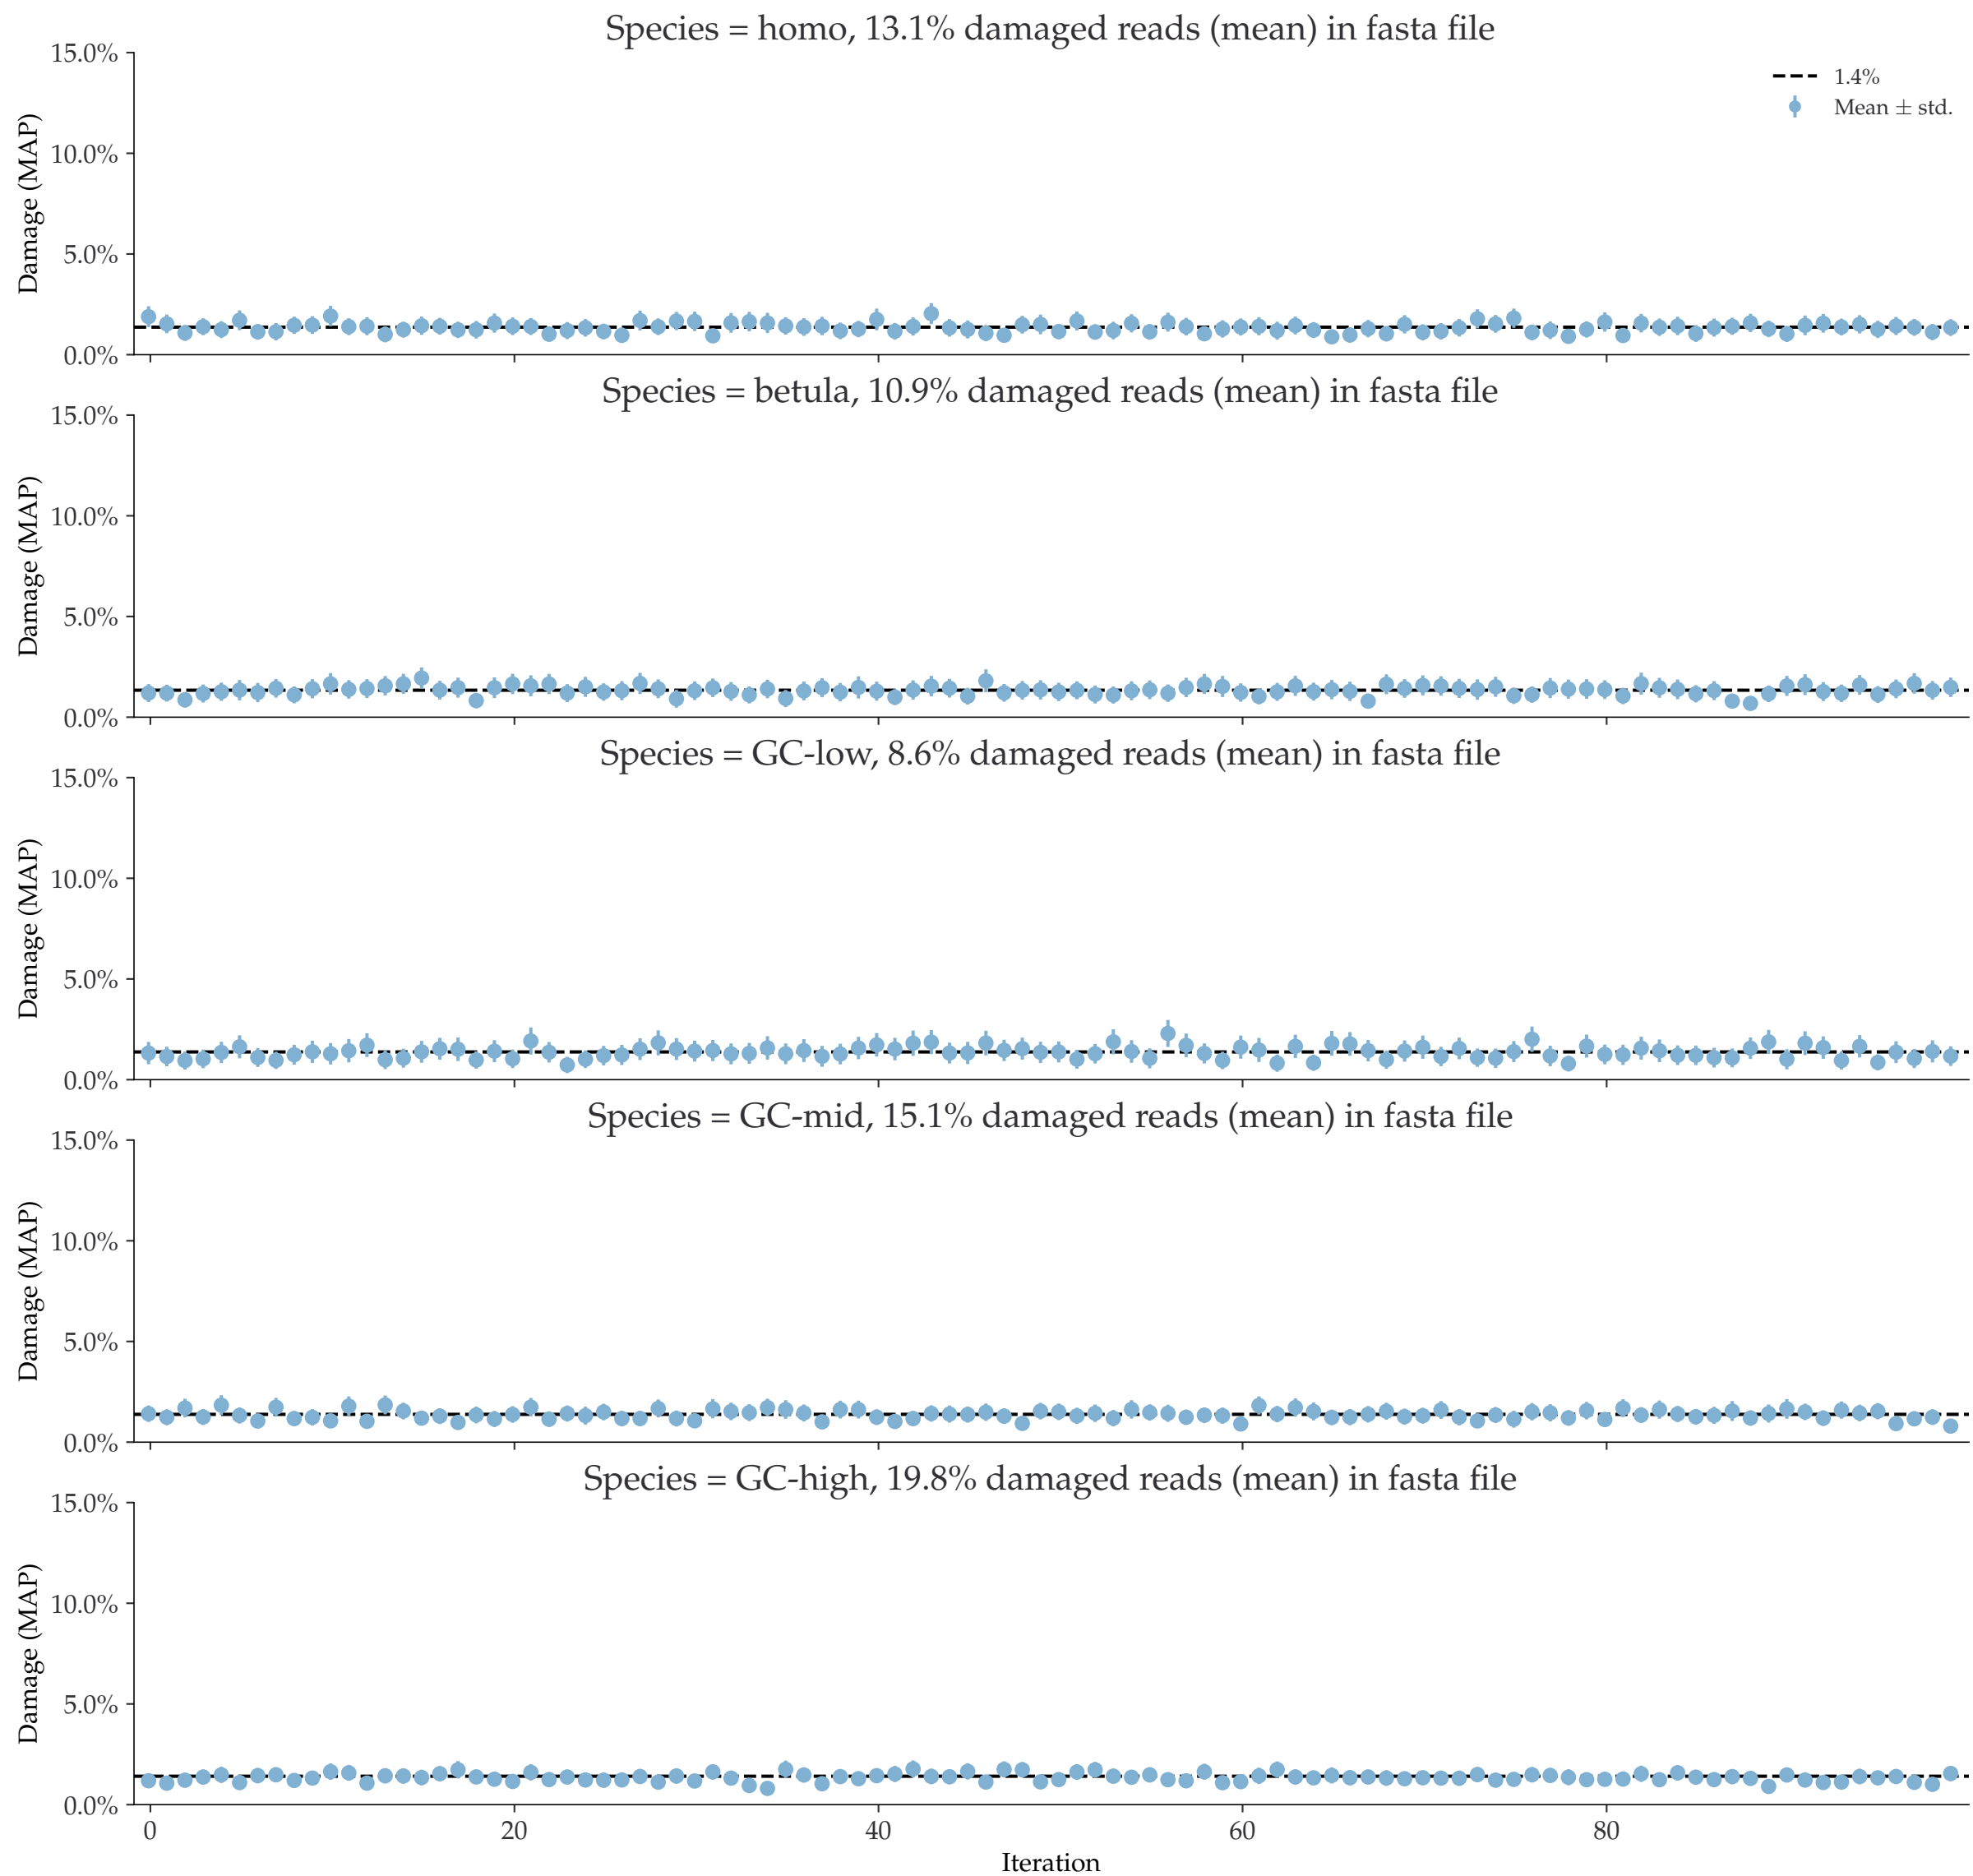 Species = homo, 13.1% damaged reads (mean) in fasta file
15.0%
10.0%
5.0%
0.0%
Damage (MAP)
1.4%
Mean ± std.
Species = betula, 10.9% damaged reads (mean) in fasta file
15.0%
10.0%
5.0%
0.0%
Damage (MAP)
Species = GC-low, 8.6% damaged reads (mean) in fasta file
15.0%
10.0%
5.0%
0.0%
Damage (MAP)
Species = GC-mid, 15.1% damaged reads (mean) in fasta file
15.0%
10.0%
5.0%
0.0%
Damage (MAP)
Species = GC-high, 19.8% damaged reads (mean) in fasta file
15.0%
10.0%
5.0%
0.0%
Damage (MAP)
0 20 40 60 80
Iteration